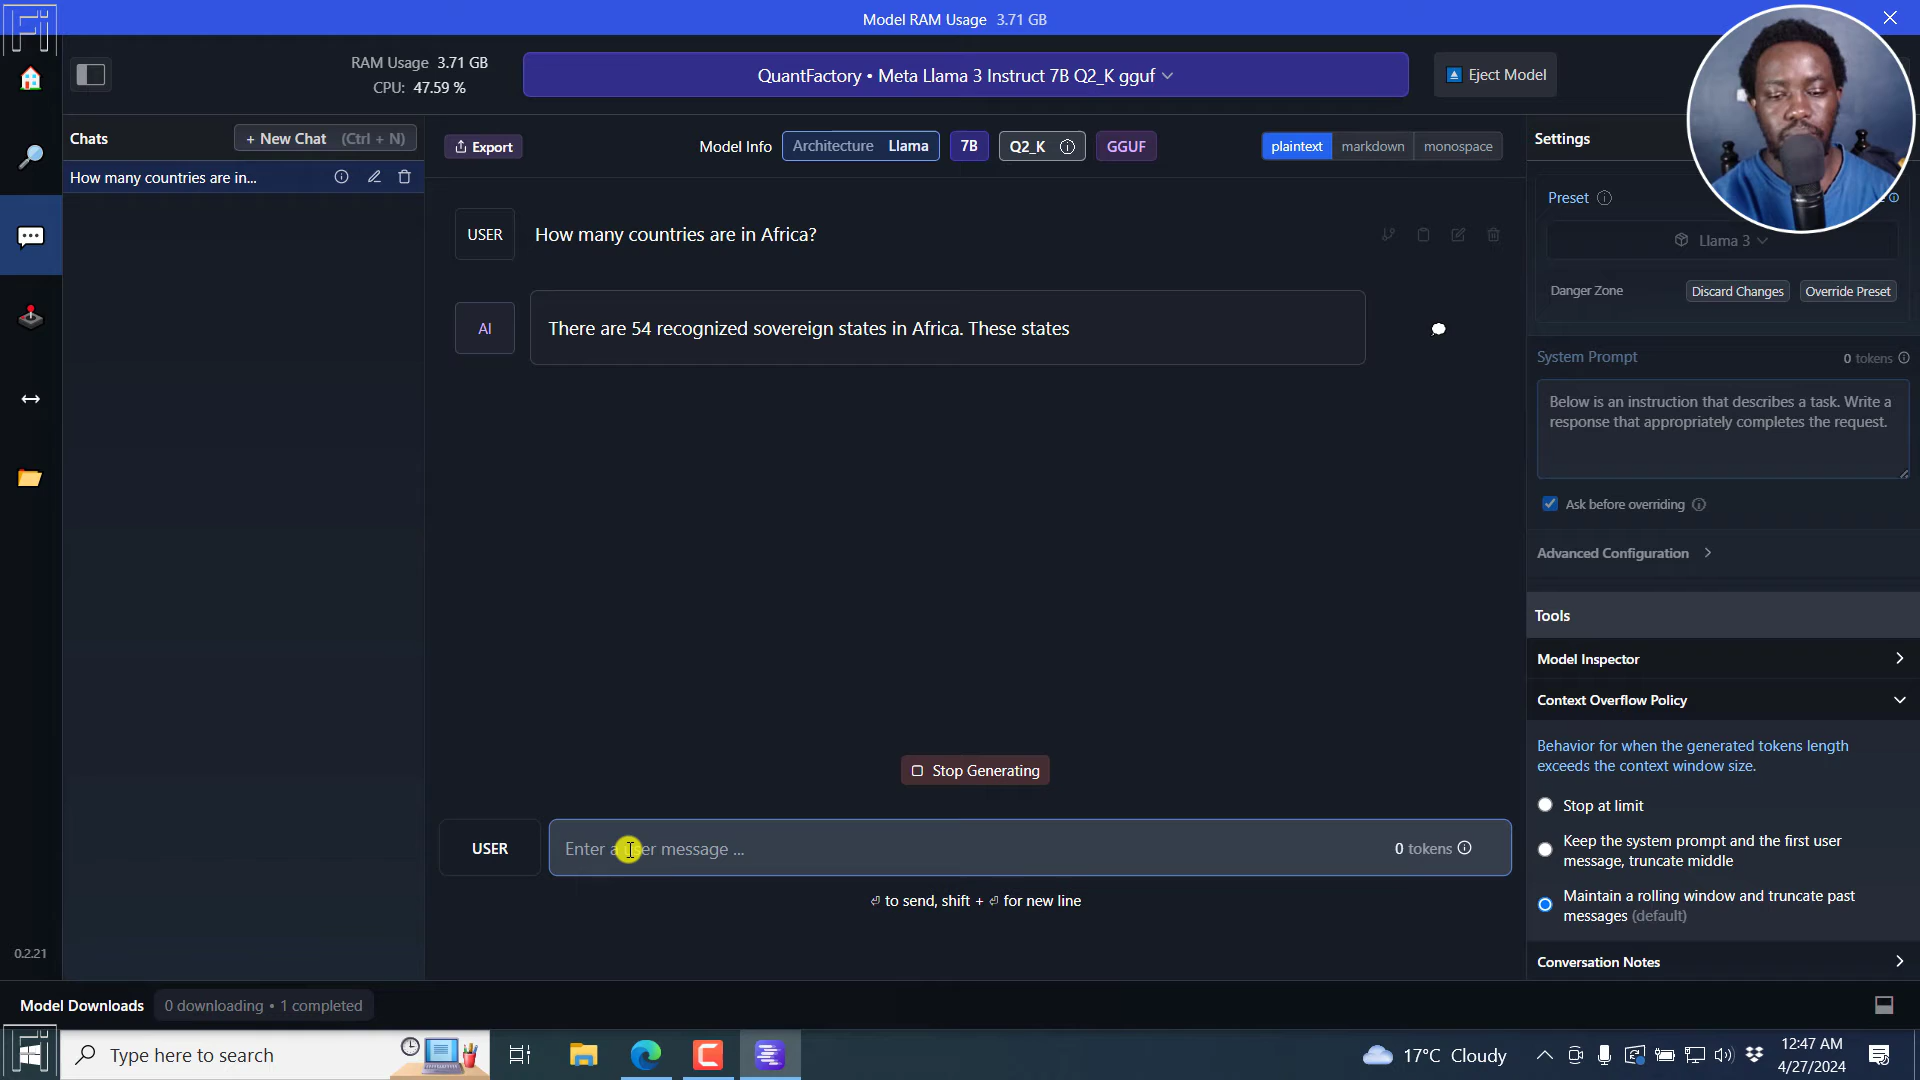 Model RAM Usage 3.71 GB
RAM Usage 3.71 GB
CPU: 47.59 %
QuantFactory • Meta Llama 3 Instruct 7B Q2_K gguf
Eject Model
Chats
+ New Chat (Ctrl + N)
How many countries are in...
Export
Model Info
Architecture Llama
7B
Q2_K
GGUF
plaintext
markdown
monospace
USER
How many countries are in Africa?
AI
There are 54 recognized sovereign states in Africa. These states
Stop Generating
USER
Enter a user message ...
0 tokens
⏎ to send, shift + ⏎ for new line
Settings
Preset
Llama 3
Danger Zone
Discard Changes
Override Preset
System Prompt
0 tokens
Below is an instruction that describes a task. Write a
response that appropriately completes the request.
Ask before overriding
Advanced Configuration
Tools
Model Inspector
Context Overflow Policy
Behavior for when the generated tokens length
exceeds the context window size.
Stop at limit
Keep the system prompt and the first user
message, truncate middle
Maintain a rolling window and truncate past
messages (default)
Conversation Notes
0.2.21
Model Downloads
0 downloading • 1 completed
Type here to search
17°C Cloudy
12:47 AM
4/27/2024